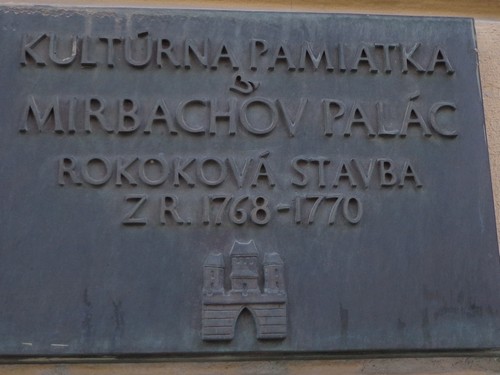 KULTÚRNA PAMIATKA
MIRBACHOV PALÁC
ROKOKOVÁ STAVBA
Z R. 1768-1770